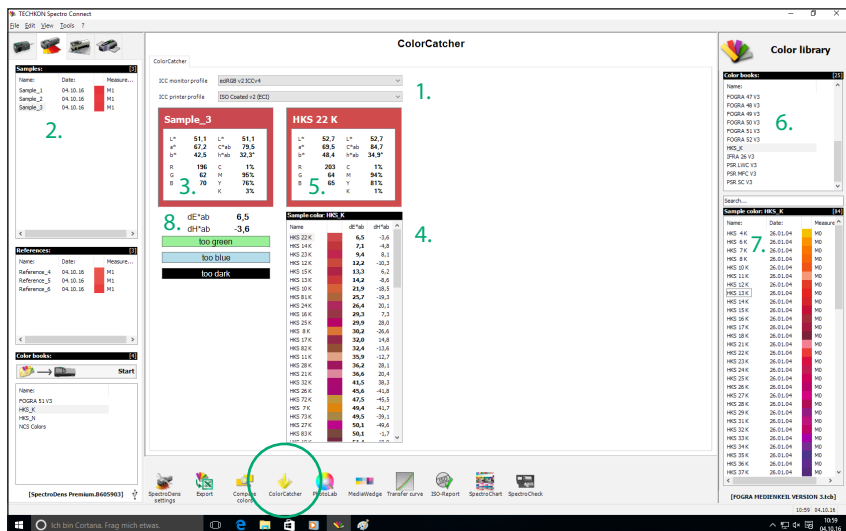 TECHKON Spectro Connect
File Edit View Tools ?
ColorCatcher
Color library
Samples: [3]
Name: Date: Measure...
Sample_1 04.10.16 M1
Sample_2 04.10.16 M1
Sample_3 04.10.16 M1
2.
References: [3]
Name: Date: Measure...
Reference_4 04.10.16 M1
Reference_5 04.10.16 M1
Reference_6 04.10.16 M1
Color books: [4]
Start
Name:
FOGRA 51 V3
HKS_K
HKS_N
NCS Colors
[SpectroDens Premium.B605903]
ColorCatcher
ICC monitor profile eciRGB v2 ICCv4
ICC printer profile ISO Coated v2 (ECI)
1.
Sample_3
L* 51,1 L* 51,1
a* 67,2 C*ab 79,5
b* 42,5 h*ab 32,3°
R 196 C 1%
G 62 M 95%
B 70 Y 76%
K 3%
3.
HKS 22 K
L* 52,7 L* 52,7
a* 69,5 C*ab 84,7
b* 48,4 h*ab 34,9°
R 203 C 1%
G 64 M 94%
B 65 Y 81%
K 1%
5.
8.
dE*ab 6,5
dH*ab -3,6
too green
too blue
too dark
Sample color: HKS_K
Name dE*ab dH*ab
HKS 22 K 6,5 -3,6
HKS 14 K 7,1 -4,8
HKS 23 K 9,4 8,1
HKS 12 K 12,2 -10,3
HKS 15 K 13,3 6,2
HKS 13 K 14,2 -8,6
HKS 10 K 21,9 -18,5
HKS 81 K 25,7 -19,3
HKS 24 K 26,4 20,1
HKS 16 K 29,3 7,3
HKS 25 K 29,9 28,0
HKS 8 K 30,2 -26,6
HKS 17 K 32,0 14,8
HKS 82 K 32,4 -13,6
HKS 11 K 35,9 -12,7
HKS 28 K 36,2 28,1
HKS 21 K 36,6 20,4
HKS 32 K 41,5 38,3
HKS 26 K 45,6 -41,8
HKS 72 K 47,5 -45,5
HKS 7 K 49,4 -41,7
HKS 73 K 49,5 -39,1
HKS 27 K 50,1 -49,6
HKS 83 K 50,1 -1,7
4.
Color books: [25]
Name:
FOGRA 47 V3
FOGRA 48 V3
FOGRA 49 V3
FOGRA 50 V3
FOGRA 51 V3
FOGRA 52 V3
HKS_K
IFRA 26 V3
PSR LWC V3
PSR MFC V3
PSR SC V3
6.
Search...
Sample color: HKS_K [84]
Name: Date: Measure
HKS 4 K 26.01.04 M0
HKS 6 K 26.01.04 M0
HKS 7 K 26.01.04 M0
HKS 8 K 26.01.04 M0
HKS 10 K 26.01.04 M0
HKS 11 K 26.01.04 M0
HKS 12 K 26.01.04 M0
HKS 13 K 26.01.04 M0
HKS 14 K 26.01.04 M0
HKS 15 K 26.01.04 M0
HKS 16 K 26.01.04 M0
HKS 17 K 26.01.04 M0
HKS 18 K 26.01.04 M0
HKS 21 K 26.01.04 M0
HKS 22 K 26.01.04 M0
HKS 23 K 26.01.04 M0
HKS 24 K 26.01.04 M0
HKS 25 K 26.01.04 M0
HKS 26 K 26.01.04 M0
HKS 27 K 26.01.04 M0
HKS 28 K 26.01.04 M0
HKS 29 K 26.01.04 M0
HKS 31 K 26.01.04 M0
HKS 32 K 26.01.04 M0
HKS 33 K 26.01.04 M0
HKS 34 K 26.01.04 M0
HKS 35 K 26.01.04 M0
HKS 36 K 26.01.04 M0
HKS 37 K 26.01.04 M0
7.
[FOGRA MEDIENKEIL VERSION 3.tcb]
SpectroDens settings
Export
Compare colors
ColorCatcher
PhotoLab
MediaWedge
Transfer curve
ISO-Report
SpectroChart
SpectroCheck
10:59 04.10.16
Ich bin Cortana. Frag mich etwas.
10:59
04.10.16